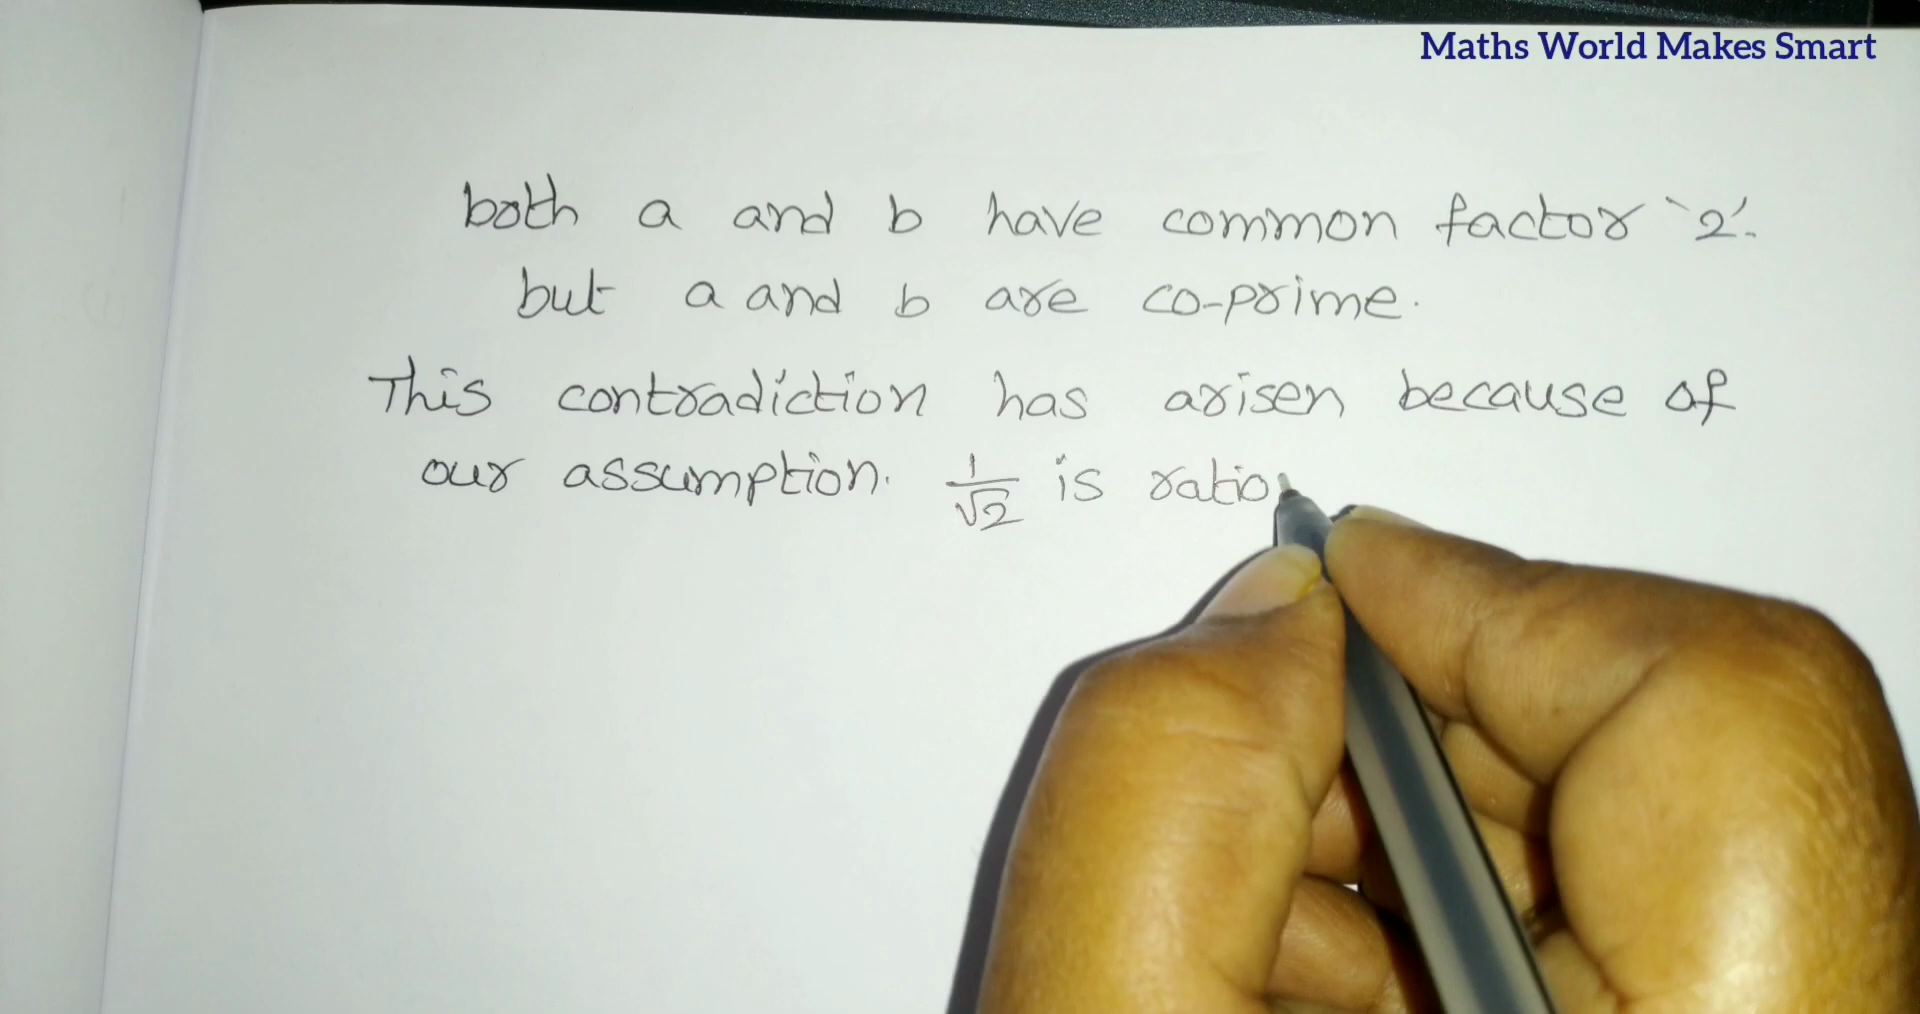 Maths World Makes Smart
both a and b have common factor `2'.
but a and b are co-prime.
This contradiction has arisen because of
our assumption. 1/√2 is ratio